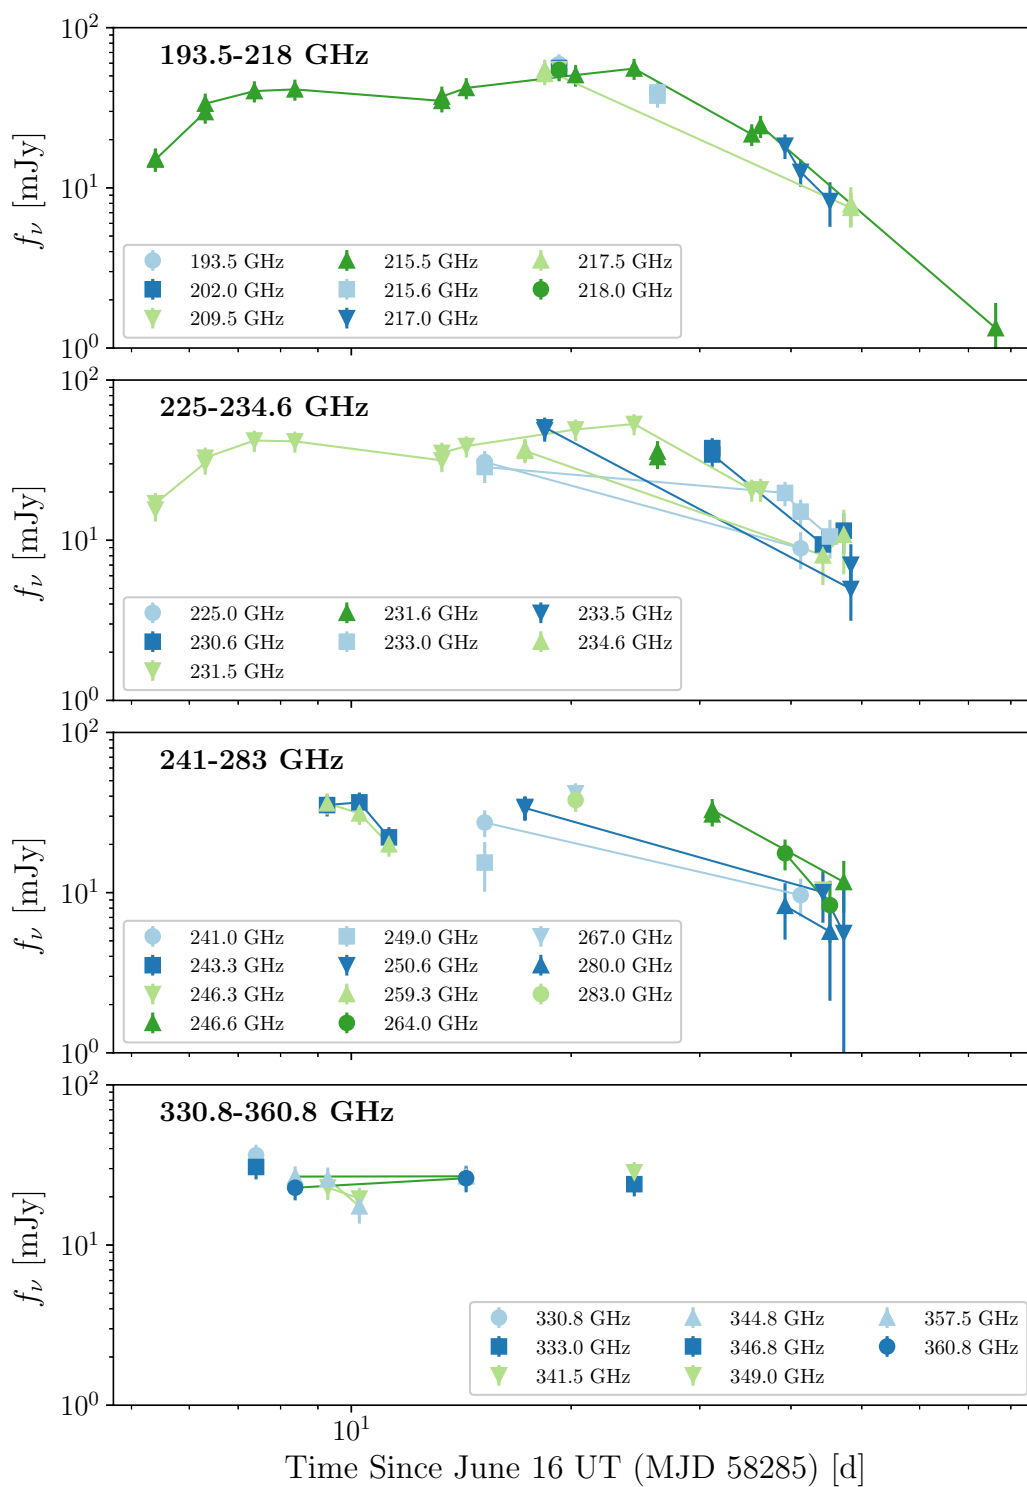 10²
193.5-218 GHz
10¹
f_ν [mJy]
193.5 GHz 215.5 GHz 217.5 GHz
202.0 GHz 215.6 GHz 218.0 GHz
209.5 GHz 217.0 GHz
10⁰
10²
225-234.6 GHz
10¹
f_ν [mJy]
225.0 GHz 231.6 GHz 233.5 GHz
230.6 GHz 233.0 GHz 234.6 GHz
231.5 GHz
10⁰
10²
241-283 GHz
10¹
f_ν [mJy]
241.0 GHz 249.0 GHz 267.0 GHz
243.3 GHz 250.6 GHz 280.0 GHz
246.3 GHz 259.3 GHz 283.0 GHz
246.6 GHz 264.0 GHz
10⁰
10²
330.8-360.8 GHz
10¹
f_ν [mJy]
330.8 GHz 344.8 GHz 357.5 GHz
333.0 GHz 346.8 GHz 360.8 GHz
341.5 GHz 349.0 GHz
10⁰
10¹
Time Since June 16 UT (MJD 58285) [d]